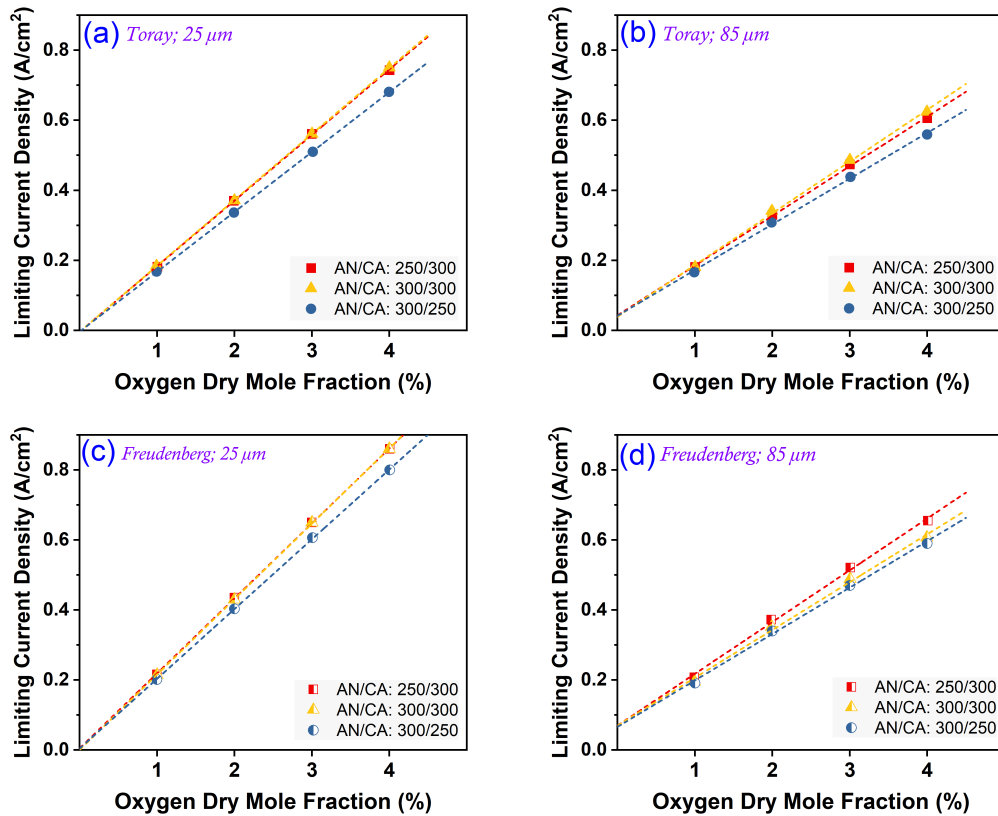 (a) Toray; 25 μm
Limiting Current Density (A/cm²)
0.8
0.6
0.4
0.2
0.0
AN/CA: 250/300
AN/CA: 300/300
AN/CA: 300/250
1 2 3 4
Oxygen Dry Mole Fraction (%)
(b) Toray; 85 μm
Limiting Current Density (A/cm²)
0.8
0.6
0.4
0.2
0.0
AN/CA: 250/300
AN/CA: 300/300
AN/CA: 300/250
1 2 3 4
Oxygen Dry Mole Fraction (%)
(c) Freudenberg; 25 μm
Limiting Current Density (A/cm²)
0.8
0.6
0.4
0.2
0.0
AN/CA: 250/300
AN/CA: 300/300
AN/CA: 300/250
1 2 3 4
Oxygen Dry Mole Fraction (%)
(d) Freudenberg; 85 μm
Limiting Current Density (A/cm²)
0.8
0.6
0.4
0.2
0.0
AN/CA: 250/300
AN/CA: 300/300
AN/CA: 300/250
1 2 3 4
Oxygen Dry Mole Fraction (%)